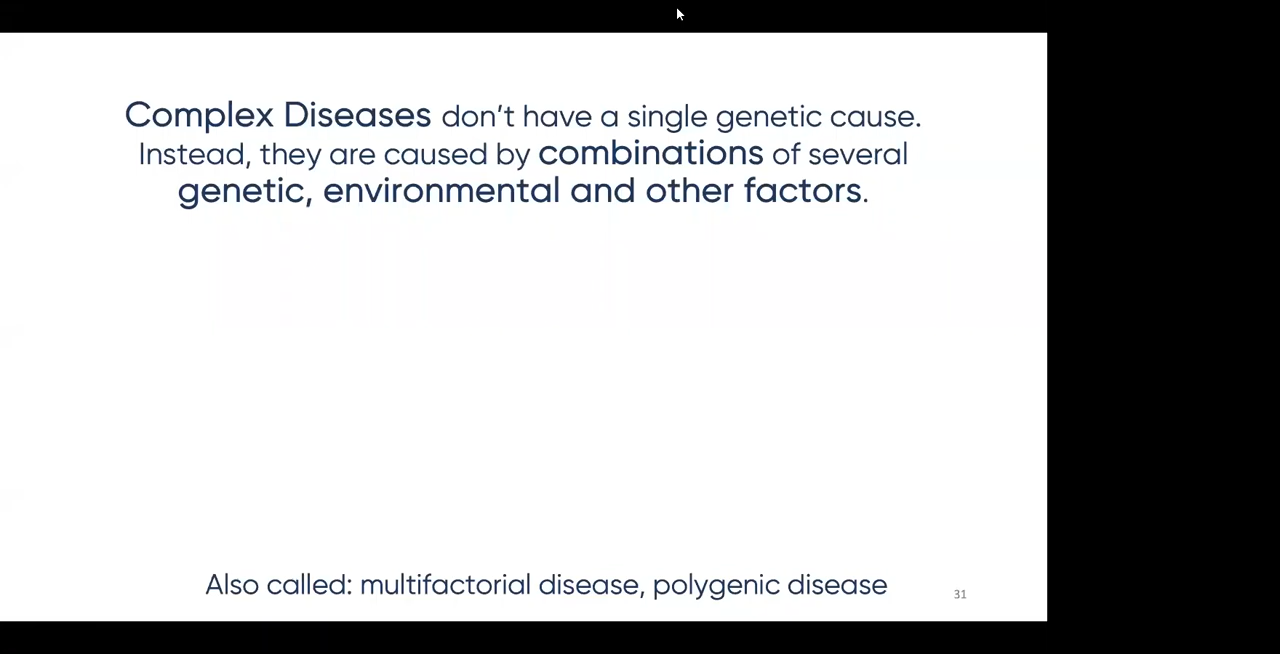 Complex Diseases don’t have a single genetic cause.
Instead, they are caused by combinations of several
genetic, environmental and other factors.
Also called: multifactorial disease, polygenic disease
31